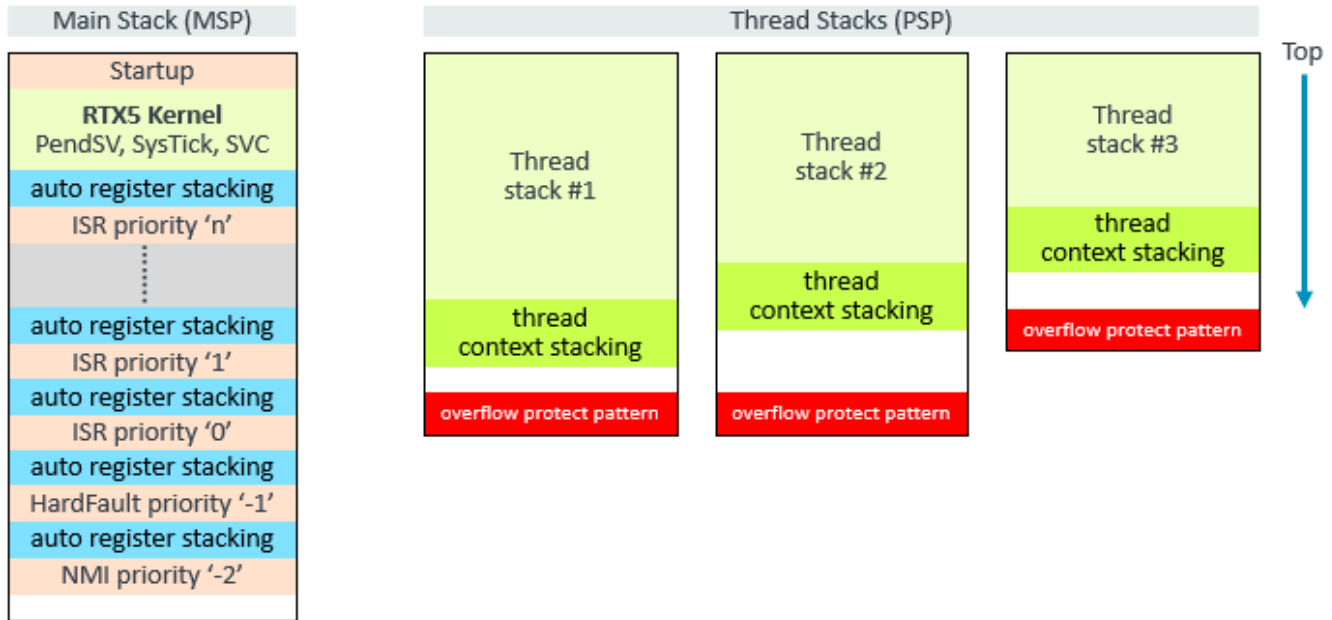 Main Stack (MSP)
Startup
RTX5 Kernel
PendSV, SysTick, SVC
auto register stacking
ISR priority ‘n’
auto register stacking
ISR priority ‘1’
auto register stacking
ISR priority ‘0’
auto register stacking
HardFault priority ‘-1’
auto register stacking
NMI priority ‘-2’
Thread Stacks (PSP)
Thread
stack #1
thread
context stacking
overflow protect pattern
Thread
stack #2
thread
context stacking
overflow protect pattern
Thread
stack #3
thread
context stacking
overflow protect pattern
Top